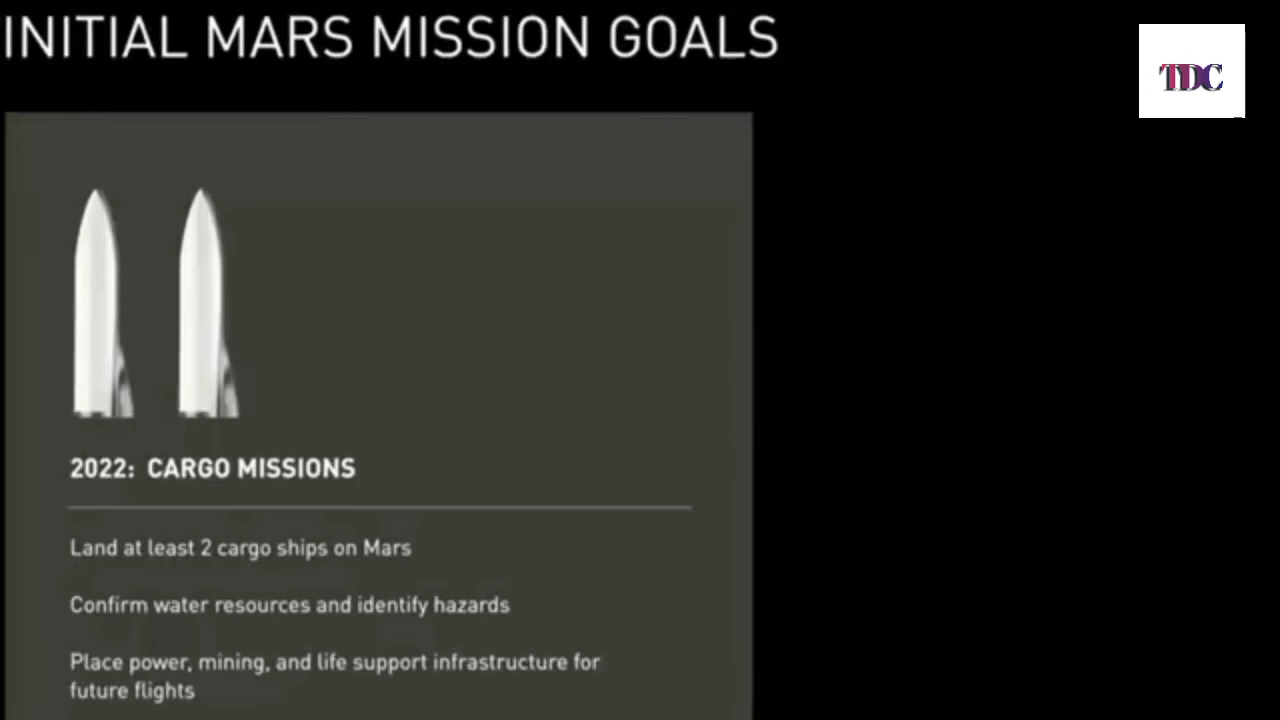 INITIAL MARS MISSION GOALS
TDC
2022: CARGO MISSIONS
Land at least 2 cargo ships on Mars
Confirm water resources and identify hazards
Place power, mining, and life support infrastructure for
future flights